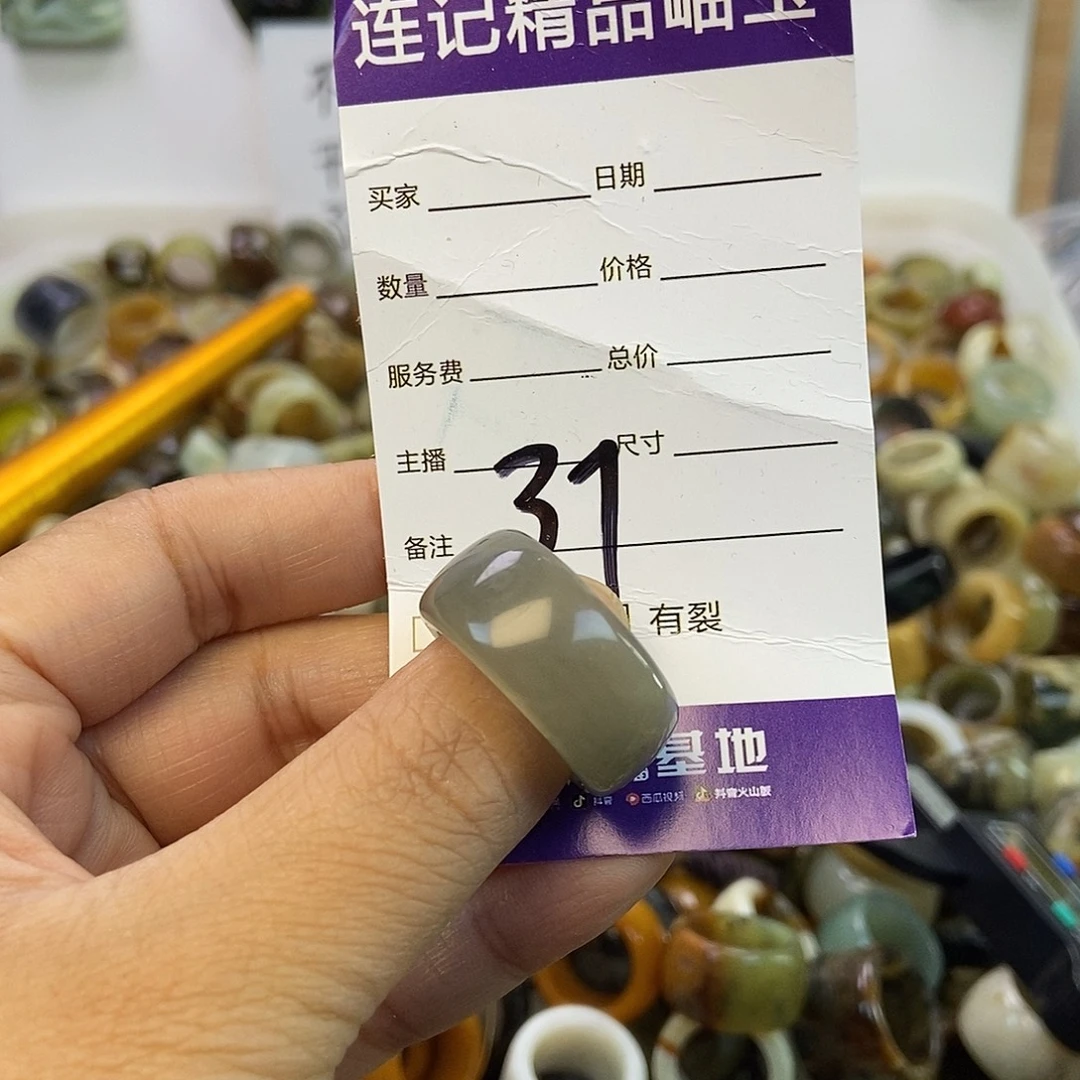 连记精品岫玉
买家 日期
数量 价格
服务费 总价
主播 尺寸
31
备注
有裂
基地
抖音 西瓜视频 抖音火山版